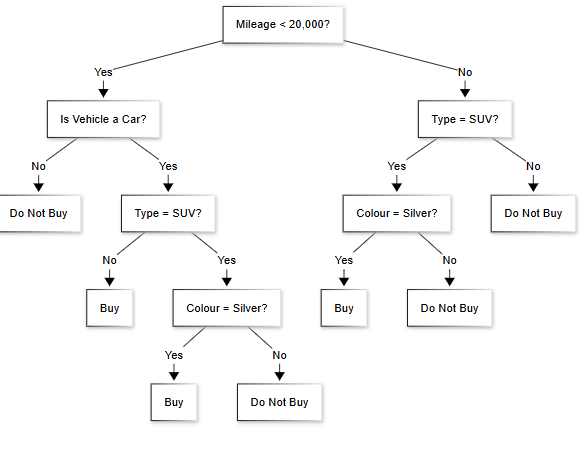 Mileage < 20,000?
Yes
No
Is Vehicle a Car?
Type = SUV?
No
Yes
Yes
No
Do Not Buy
Type = SUV?
Colour = Silver?
Do Not Buy
No
Yes
Yes
No
Buy
Colour = Silver?
Buy
Do Not Buy
Yes
No
Buy
Do Not Buy